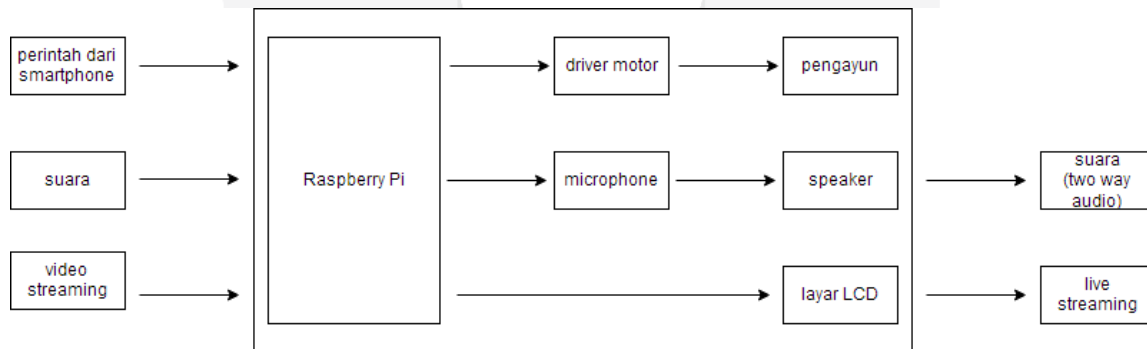 perintah dari
smartphone
driver motor
pengayun
suara
Raspberry Pi
microphone
speaker
suara
(two way
audio)
video
streaming
layar LCD
live
streaming